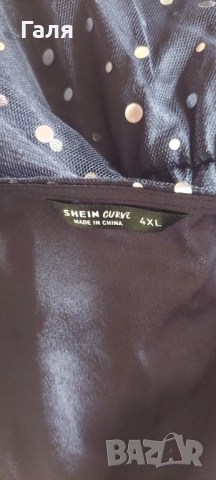 Галя
SHEIN CURVE
MADE IN CHINA 4XL
BAZAR